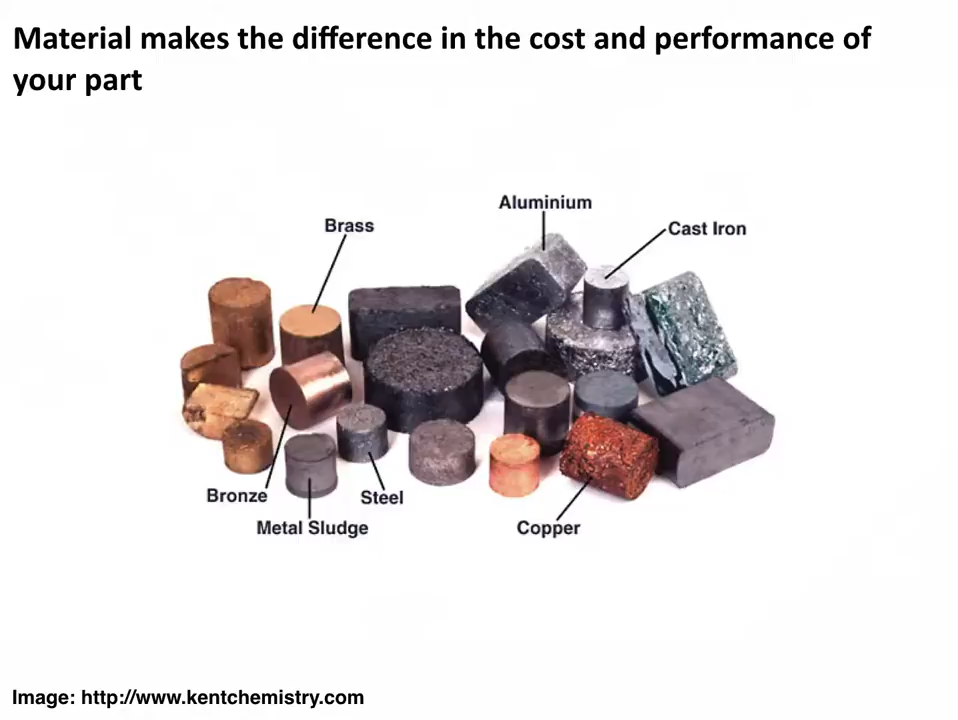 Material makes the difference in the cost and performance of
your part
Aluminium
Brass
Cast Iron
Bronze
Steel
Metal Sludge
Copper
Image: http://www.kentchemistry.com